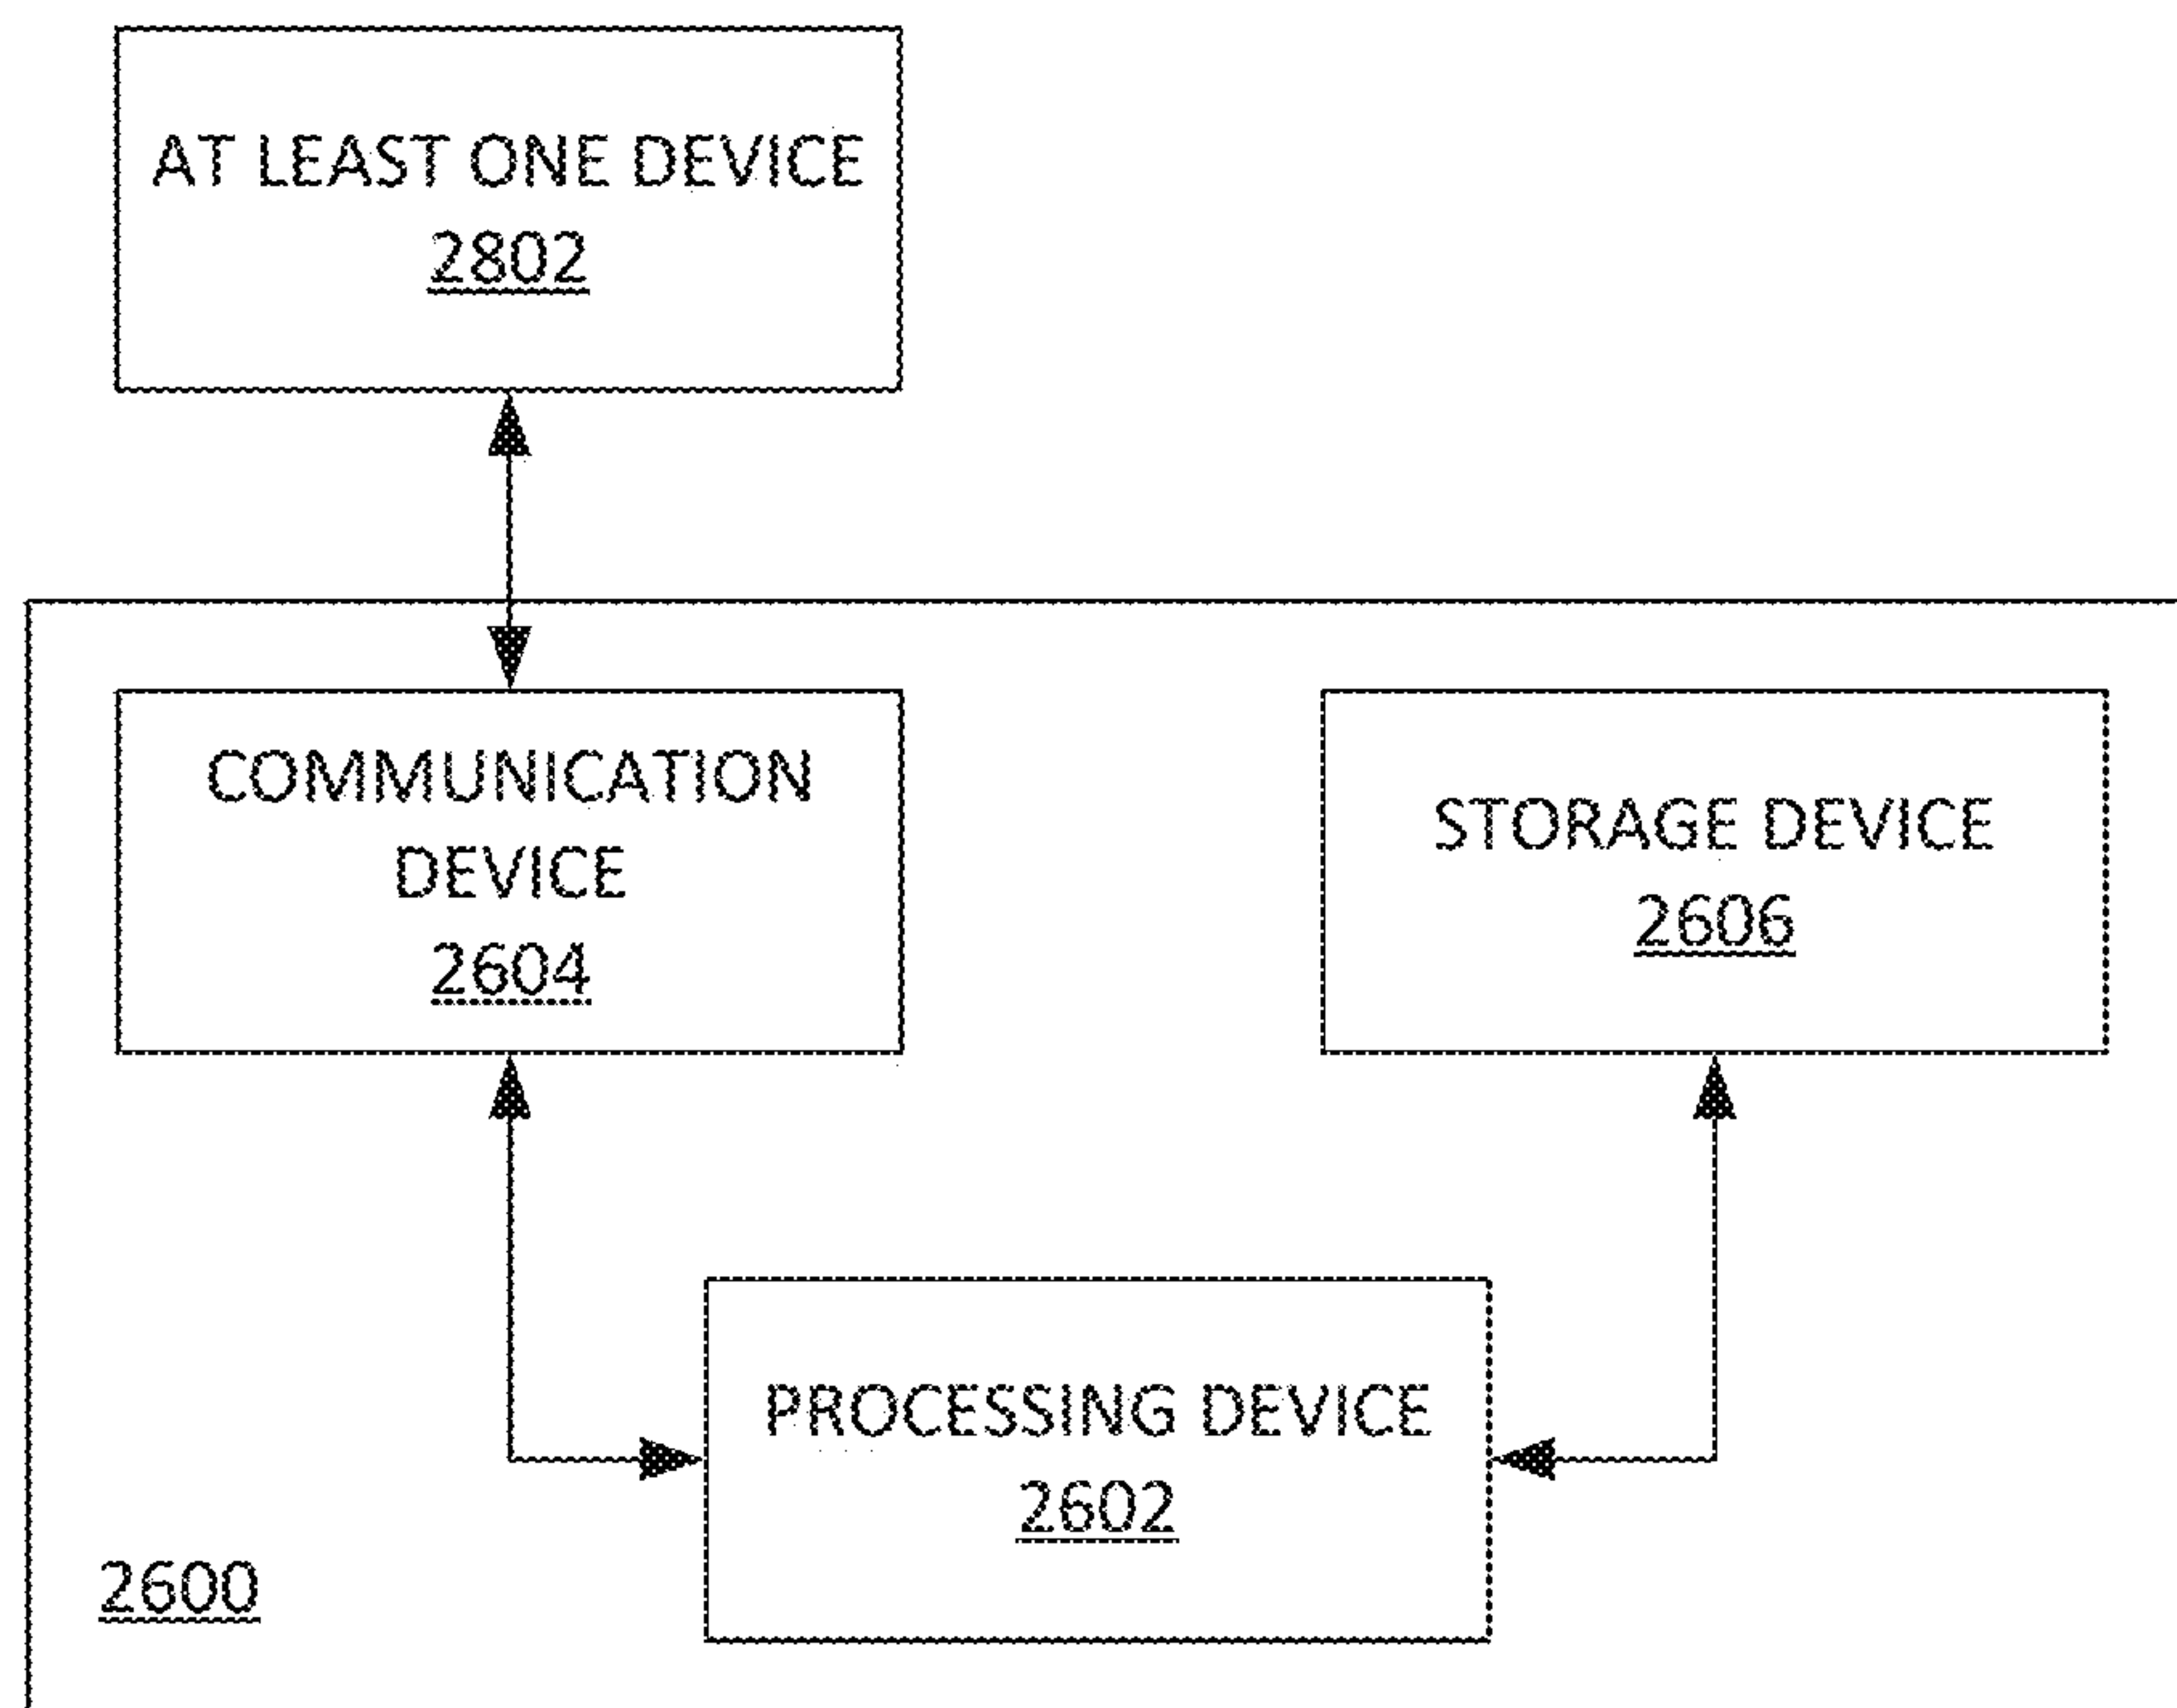 AT LEAST ONE DEVICE
2802
COMMUNICATION
DEVICE
2604
STORAGE DEVICE
2606
PROCESSING DEVICE
2602
2600